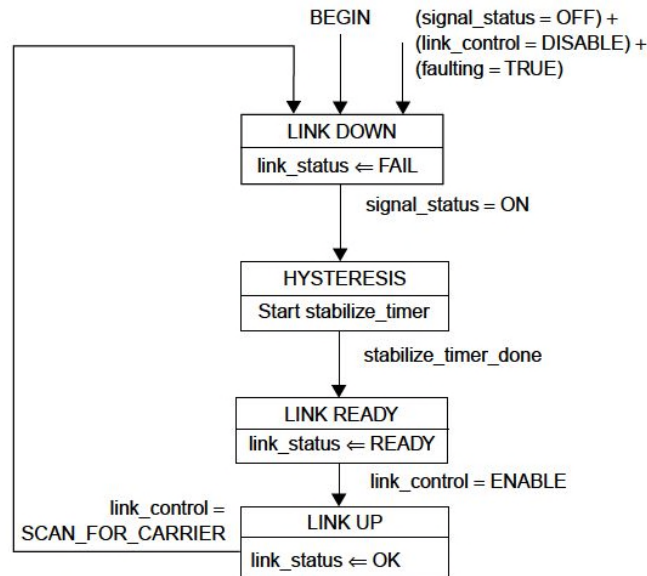 BEGIN
(signal_status = OFF) +
(link_control = DISABLE) +
(faulting = TRUE)
LINK DOWN
link_status ⇐ FAIL
signal_status = ON
HYSTERESIS
Start stabilize_timer
stabilize_timer_done
LINK READY
link_status ⇐ READY
link_control = ENABLE
link_control =
SCAN_FOR_CARRIER
LINK UP
link_status ⇐ OK